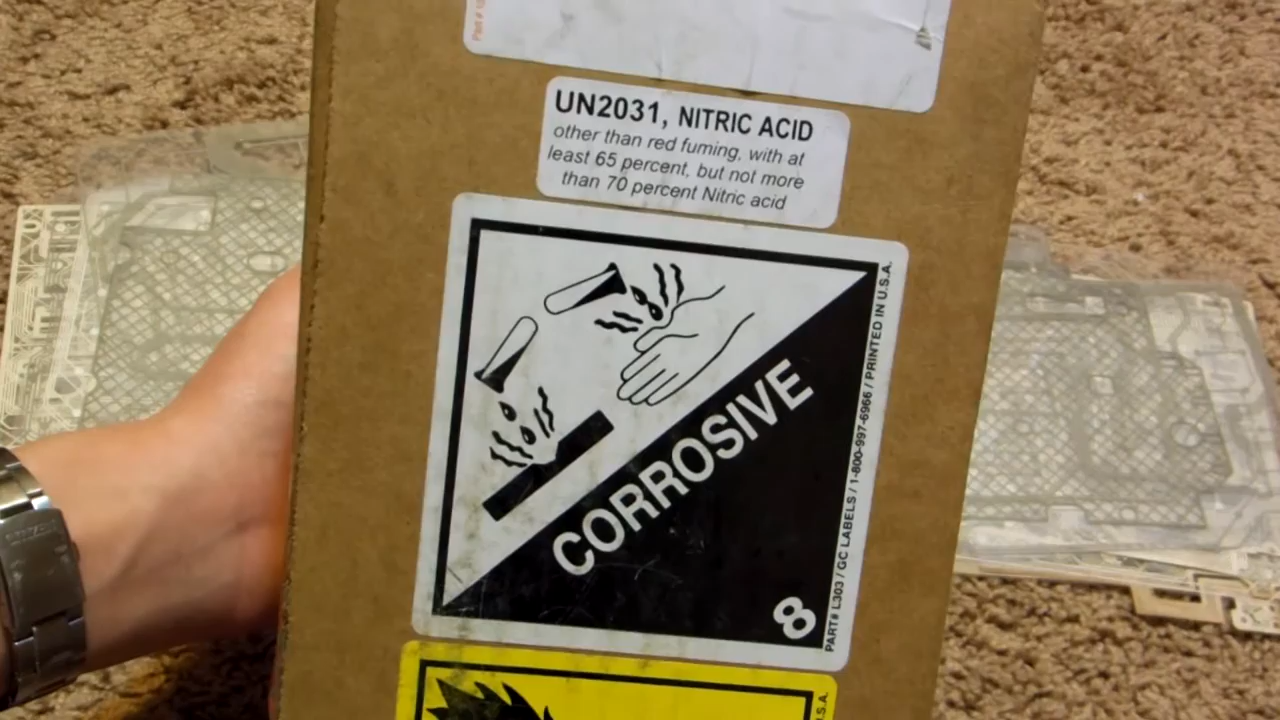 UN2031, NITRIC ACID
other than red fuming, with at
least 65 percent, but not more
than 70 percent Nitric acid
CORROSIVE
8
PART# L303 / GC LABELS / 1-800-997-6966 / PRINTED IN U.S.A.
Part #
U.S.A.